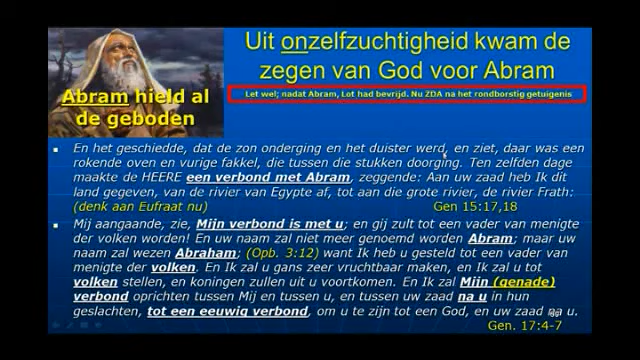 Uit onzelfzuchtigheid kwam de
zegen van God voor Abram
Abram hield al
de geboden
Let wel; nadat Abram, Lot had bevrijd. Nu ZDA na het rondborstig getuigenis
En het geschiedde, dat de zon onderging en het duister werd, en ziet, daar was een
rokende oven en vurige fakkel, die tussen die stukken doorging. Ten zelfden dage
maakte de HEERE een verbond met Abram, zeggende: Aan uw zaad heb Ik dit
land gegeven, van de rivier van Egypte af, tot aan die grote rivier, de rivier Frath:
(denk aan Eufraat nu) Gen 15:17,18
Mij aangaande, zie, Mijn verbond is met u; en gij zult tot een vader van menigte
der volken worden! En uw naam zal niet meer genoemd worden Abram; maar uw
naam zal wezen Abraham; (Opb. 3:12) want Ik heb u gesteld tot een vader van
menigte der volken. En Ik zal u gans zeer vruchtbaar maken, en Ik zal u tot
volken stellen, en koningen zullen uit u voortkomen. En Ik zal Mijn (genade)
verbond oprichten tussen Mij en tussen u, en tussen uw zaad na u in hun
geslachten, tot een eeuwig verbond, om u te zijn tot een God, en uw zaad na u.
Gen. 17:4-7